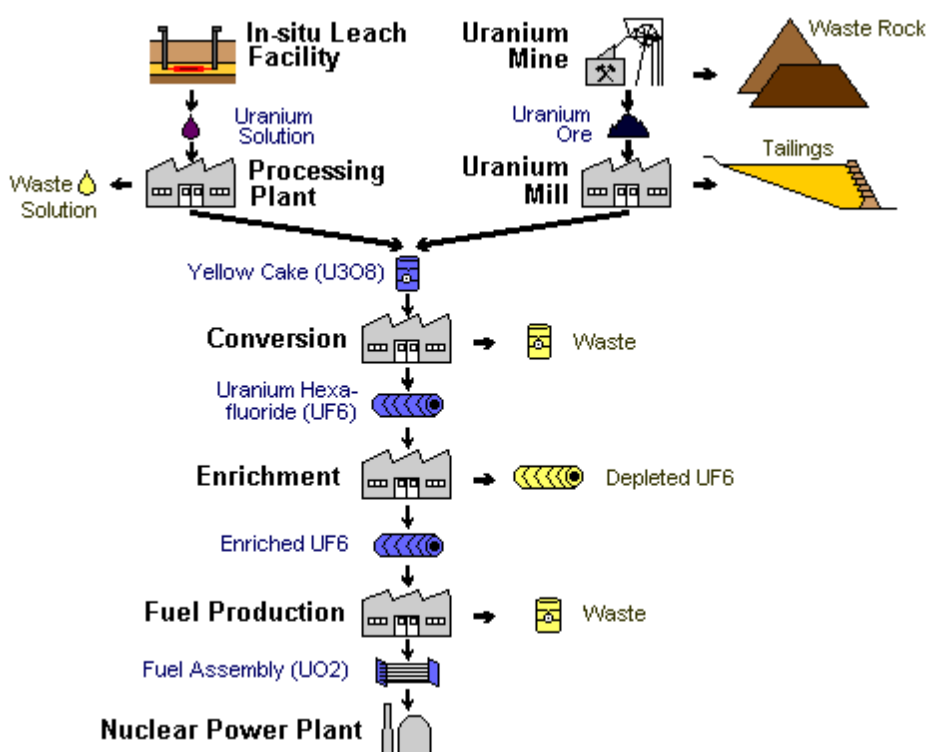 In-situ Leach
Facility
Uranium
Mine
Waste Rock
Uranium
Solution
Uranium
Ore
Waste
Solution
Processing
Plant
Uranium
Mill
Tailings
Yellow Cake (U3O8)
Conversion
Waste
Uranium Hexa-
fluoride (UF6)
Enrichment
Depleted UF6
Enriched UF6
Fuel Production
Waste
Fuel Assembly (UO2)
Nuclear Power Plant